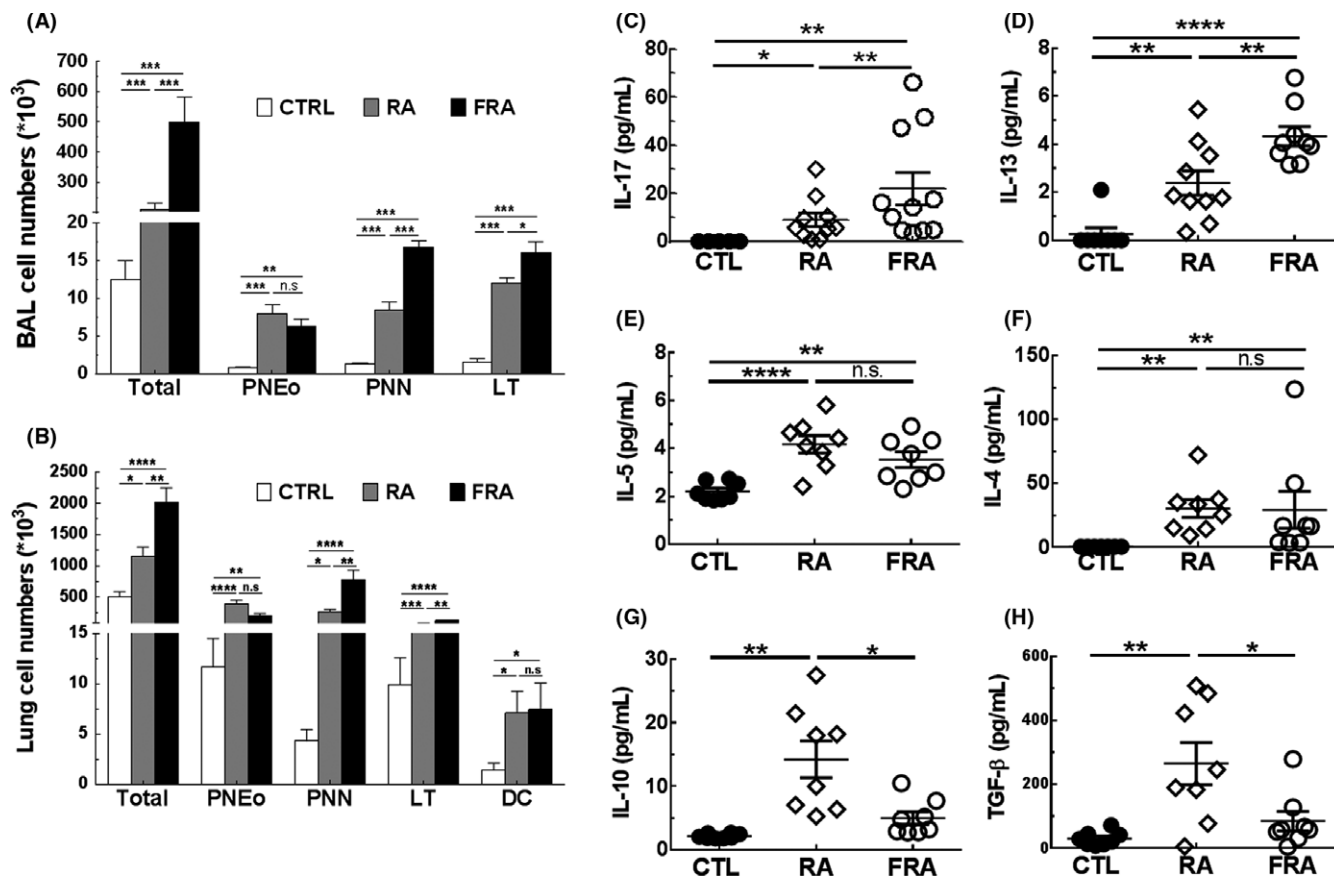 (A)
BAL cell numbers (*10^3)
700
600
500
400
300
200
20
15
10
5
0
CTRL RA FRA
*** *** ***
** *** n.s
*** *** ***
*** *** *
Total PNEo PNN LT
(B)
Lung cell numbers (*10^3)
2500
2000
1500
1000
500
15
10
5
0
CTRL RA FRA
**** * **
** **** n.s
**** * **
**** *** **
* * n.s
Total PNEo PNN LT DC
(C)
IL-17 (pg/mL)
80
60
40
20
0
**
* **
CTL RA FRA
(D)
IL-13 (pg/mL)
8
6
4
2
0
****
** **
CTL RA FRA
(E)
IL-5 (pg/mL)
8
6
4
2
0
**
**** n.s.
CTL RA FRA
(F)
IL-4 (pg/mL)
150
100
50
0
**
** n.s
CTL RA FRA
(G)
IL-10 (pg/mL)
30
20
10
0
** *
CTL RA FRA
(H)
TGF-β (pg/mL)
600
400
200
0
** *
CTL RA FRA